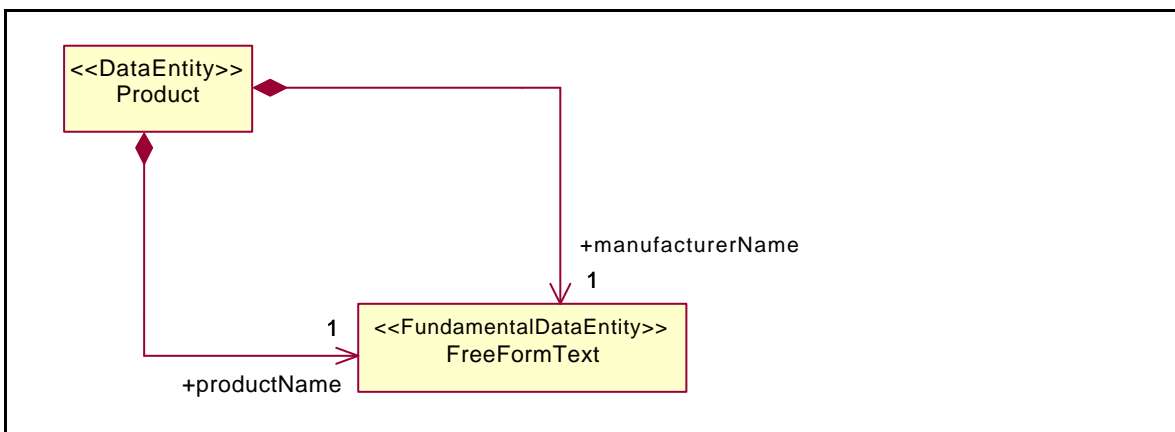 <<DataEntity>>
Product
+manufacturerName
1
1
<<FundamentalDataEntity>>
FreeFormText
+productName